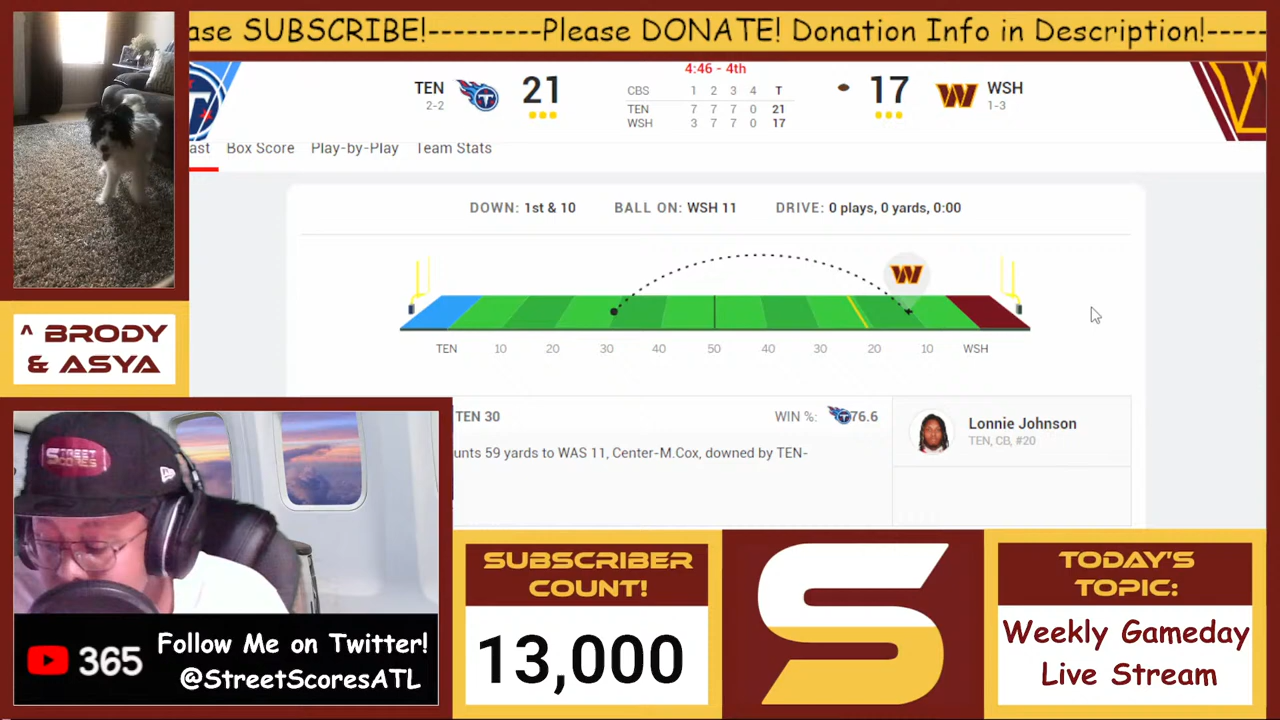 ase SUBSCRIBE!---------Please DONATE! Donation Info in Description!-----
TEN
2-2
21
4:46 - 4th
CBS 1 2 3 4 T
TEN 7 7 7 0 21
WSH 3 7 7 0 17
17
WSH
1-3
ast Box Score Play-by-Play Team Stats
DOWN: 1st & 10 BALL ON: WSH 11 DRIVE: 0 plays, 0 yards, 0:00
W
TEN 10 20 30 40 50 40 30 20 10 WSH
TEN 30 WIN %: 76.6
unts 59 yards to WAS 11, Center-M.Cox, downed by TEN-
Lonnie Johnson
TEN, CB, #20
^ BRODY
& ASYA
STREET
SCORES
365
Follow Me on Twitter!
@StreetScoresATL
SUBSCRIBER
COUNT!
13,000
S
TODAY'S
TOPIC:
Weekly Gameday
Live Stream